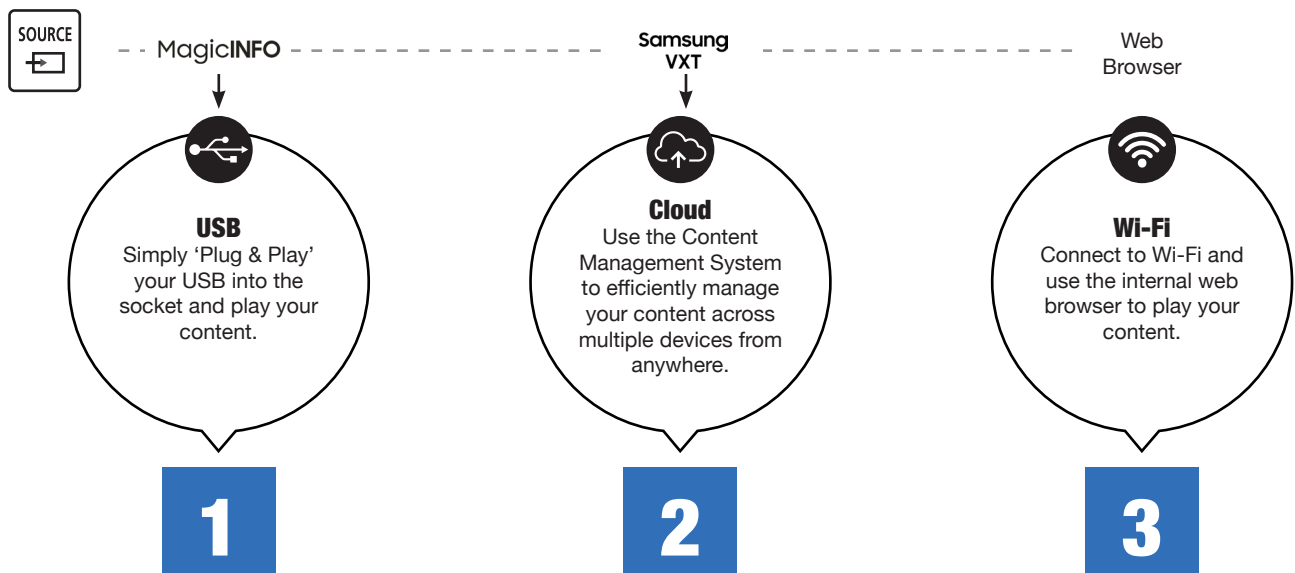 SOURCE
MagicINFO
Samsung
VXT
Web
Browser
USB
Simply ‘Plug & Play’
your USB into the
socket and play your
content.
Cloud
Use the Content
Management System
to efficiently manage
your content across
multiple devices from
anywhere.
Wi-Fi
Connect to Wi-Fi and
use the internal web
browser to play your
content.
1
2
3